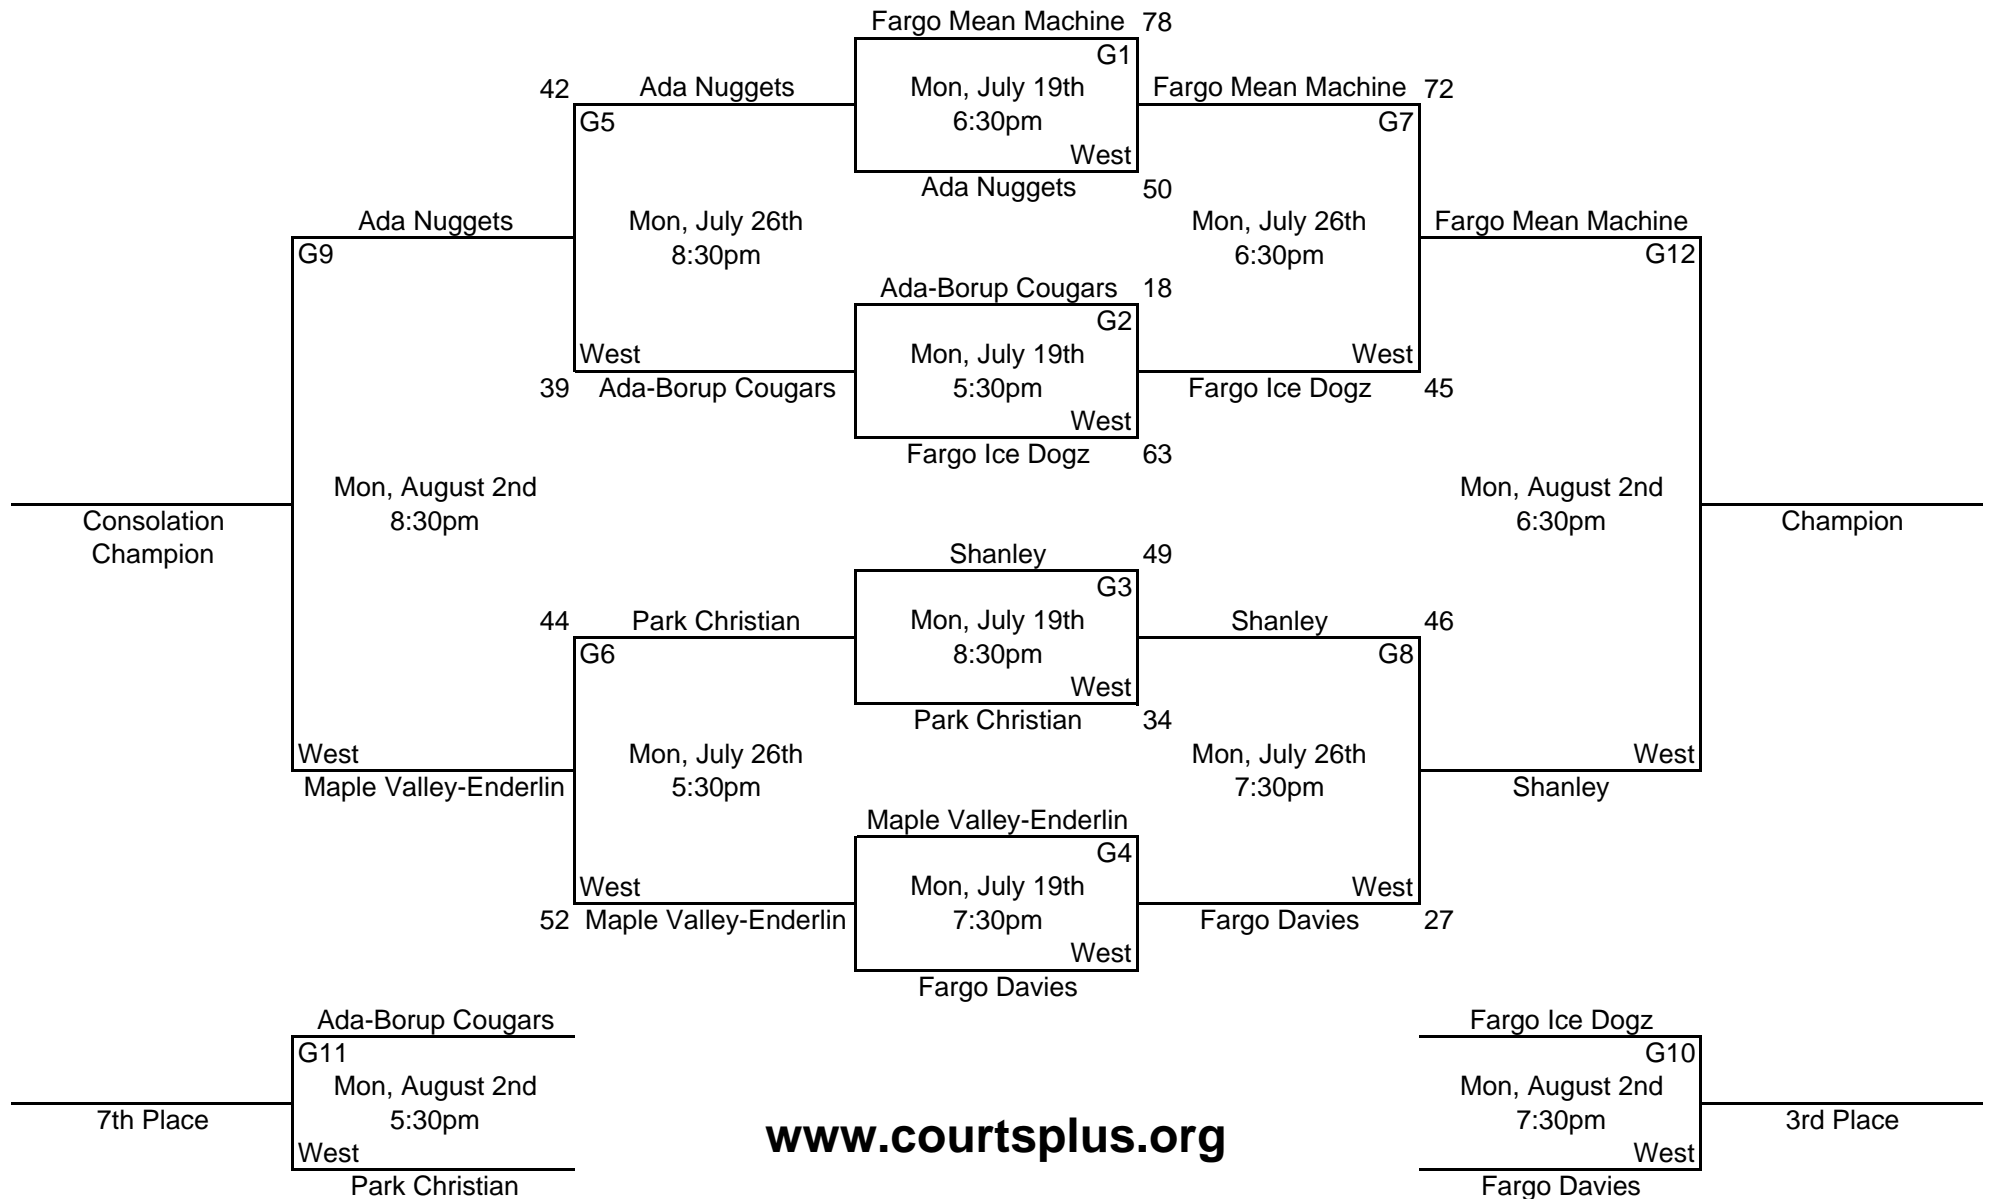 Fargo Mean Machine 78
G1
42 Ada Nuggets Mon, July 19th Fargo Mean Machine 72
G5 6:30pm G7
West
Ada Nuggets 50
Ada Nuggets Mon, July 26th Mon, July 26th Fargo Mean Machine
G9 8:30pm 6:30pm G12
Ada-Borup Cougars 18
G2
West Mon, July 19th West
39 Ada-Borup Cougars 5:30pm Fargo Ice Dogz 45
West
Fargo Ice Dogz 63
Mon, August 2nd Mon, August 2nd
Consolation 8:30pm 6:30pm Champion
Champion Shanley 49
G3
44 Park Christian Mon, July 19th Shanley 46
G6 8:30pm G8
West
Park Christian 34
West Mon, July 26th Mon, July 26th West
Maple Valley-Enderlin 5:30pm 7:30pm Shanley
Maple Valley-Enderlin
G4
West Mon, July 19th West
52 Maple Valley-Enderlin 7:30pm Fargo Davies 27
West
Fargo Davies
Ada-Borup Cougars Fargo Ice Dogz
G11 G10
Mon, August 2nd Mon, August 2nd
7th Place 5:30pm www.courtsplus.org 7:30pm 3rd Place
West West
Park Christian Fargo Davies